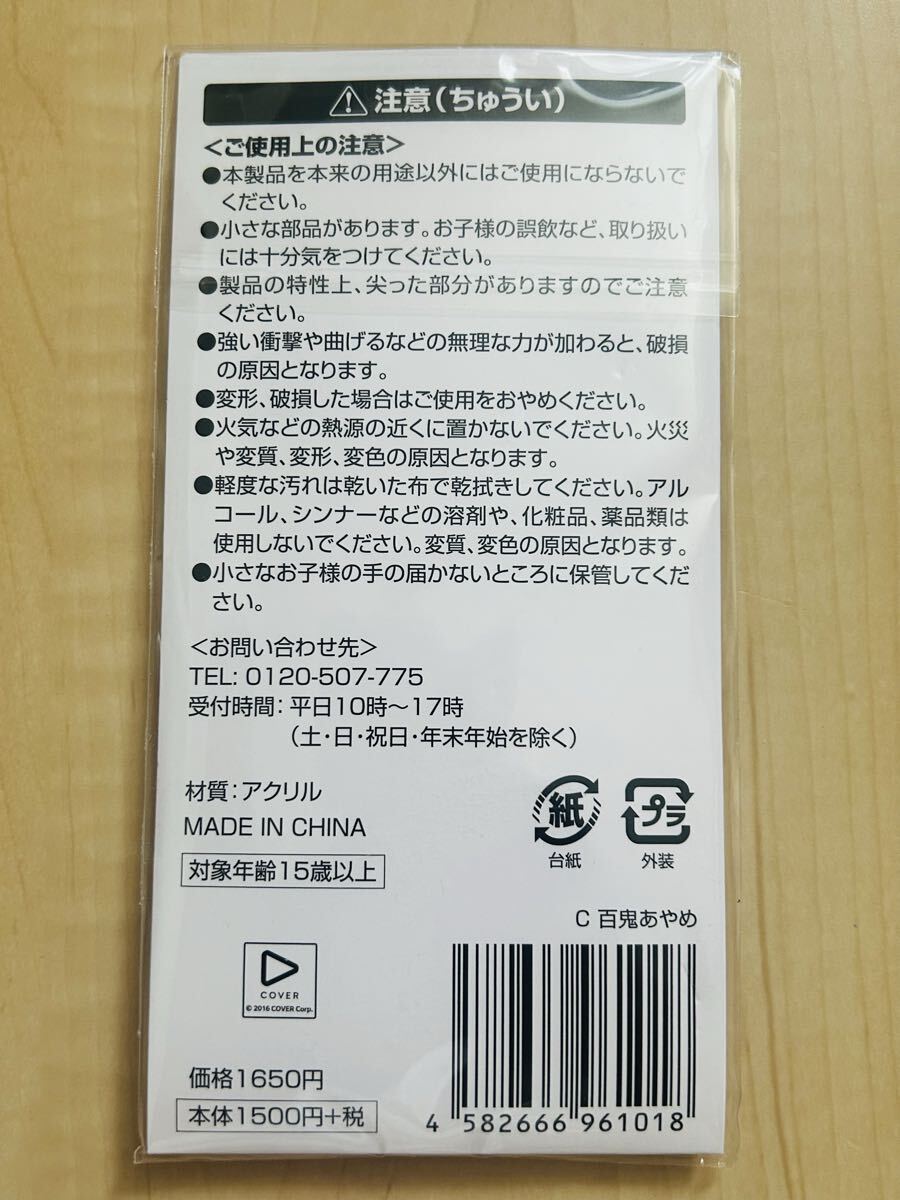 注意(ちゅうい)
<ご使用上の注意>
●本製品を本来の用途以外にはご使用にならないで
ください。
●小さな部品があります。お子様の誤飲など、取り扱い
には十分気をつけてください。
●製品の特性上、尖った部分がありますのでご注意
ください。
●強い衝撃や曲げるなどの無理な力が加わると、破損
の原因となります。
●変形、破損した場合はご使用をおやめください。
●火気などの熱源の近くに置かないでください。火災
や変質、変形、変色の原因となります。
●軽度な汚れは乾いた布で乾拭きしてください。アル
コール、シンナーなどの溶剤や、化粧品、薬品類は
使用しないでください。変質、変色の原因となります。
●小さなお子様の手の届かないところに保管してくだ
さい。
<お問い合わせ先>
TEL: 0120-507-775
受付時間：平日10時～17時
(土・日・祝日・年末年始を除く)
材質：アクリル
MADE IN CHINA
対象年齢15歳以上
紙
台紙
プラ
外装
C 百鬼あやめ
COVER
© 2016 COVER Corp.
価格1650円
本体1500円+税
4 582666 961018